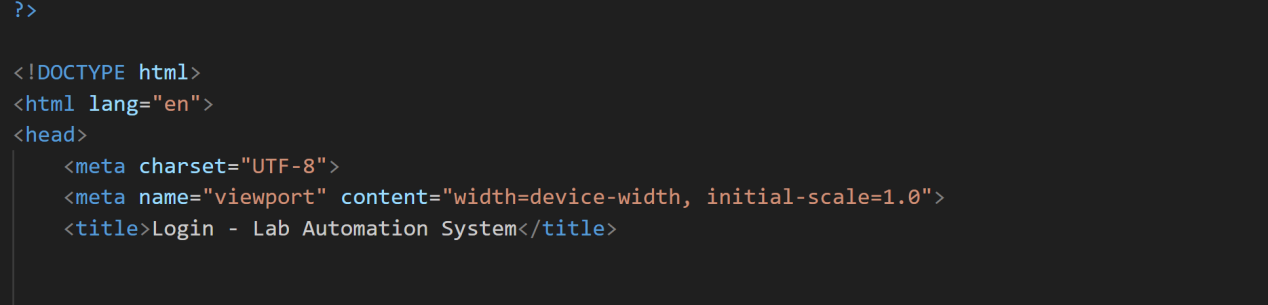 ?>
<!DOCTYPE html>
<html lang="en">
<head>
    <meta charset="UTF-8">
    <meta name="viewport" content="width=device-width, initial-scale=1.0">
    <title>Login - Lab Automation System</title>